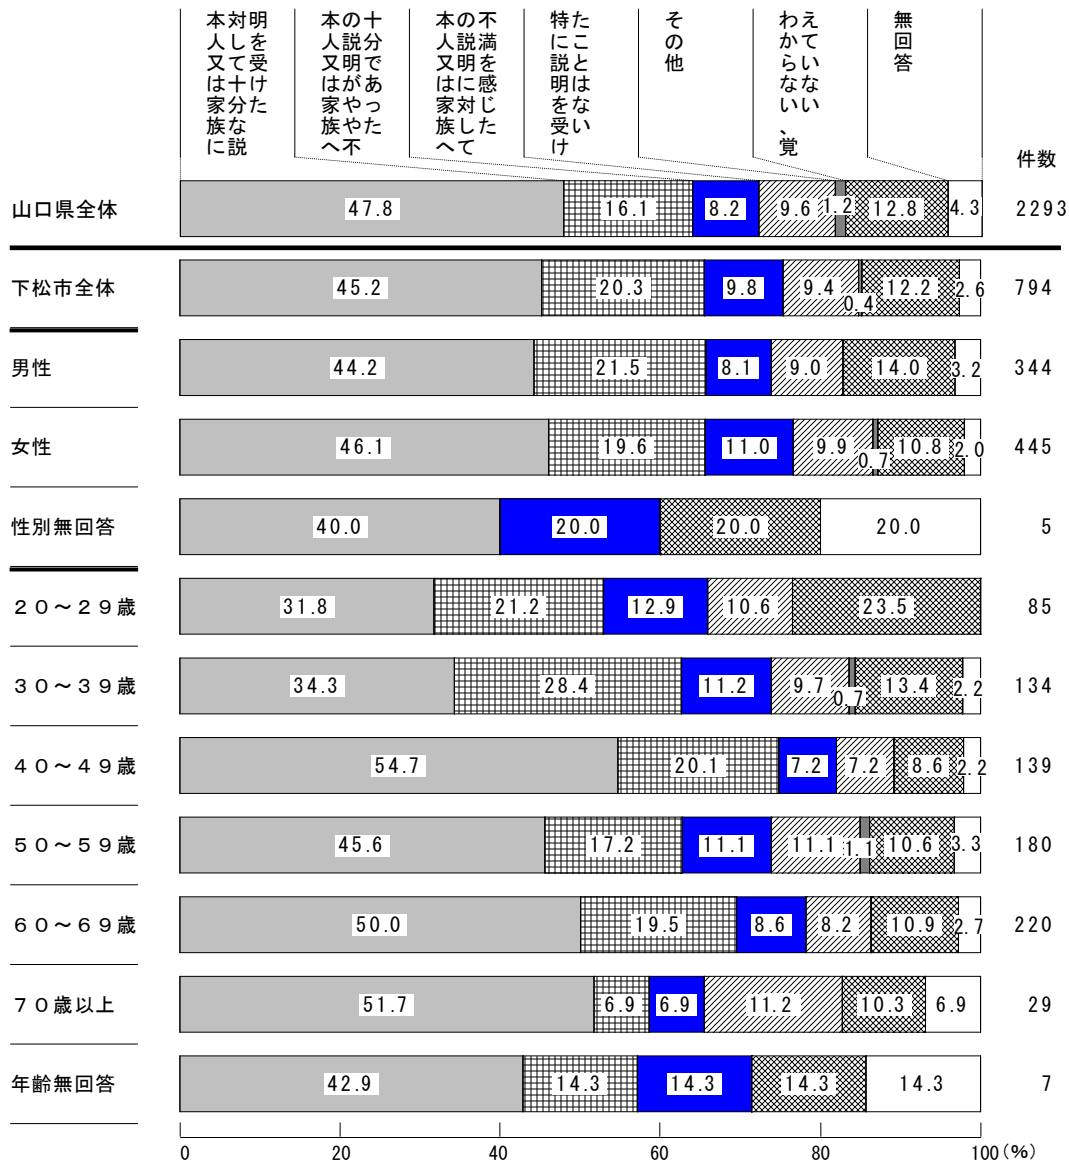 本人又は家族に
対して十分な説
明を受けた
本人又は家族へ
の説明がやや不
十分であった
本人又は家族へ
の説明に対して
不満を感じた
特に説明を受け
たことはない
その他
わからない、覚
えていない
無回答
件数
山口県全体 47.8 16.1 8.2 9.6 1.2 12.8 4.3 2293
下松市全体 45.2 20.3 9.8 9.4 0.4 12.2 2.6 794
男性 44.2 21.5 8.1 9.0 14.0 3.2 344
女性 46.1 19.6 11.0 9.9 0.7 10.8 2.0 445
性別無回答 40.0 20.0 20.0 20.0 5
２０～２９歳 31.8 21.2 12.9 10.6 23.5 85
３０～３９歳 34.3 28.4 11.2 9.7 0.7 13.4 2.2 134
４０～４９歳 54.7 20.1 7.2 7.2 8.6 2.2 139
５０～５９歳 45.6 17.2 11.1 11.1 1.1 10.6 3.3 180
６０～６９歳 50.0 19.5 8.6 8.2 10.9 2.7 220
７０歳以上 51.7 6.9 6.9 11.2 10.3 6.9 29
年齢無回答 42.9 14.3 14.3 14.3 14.3 7
0 20 40 60 80 100 (%)